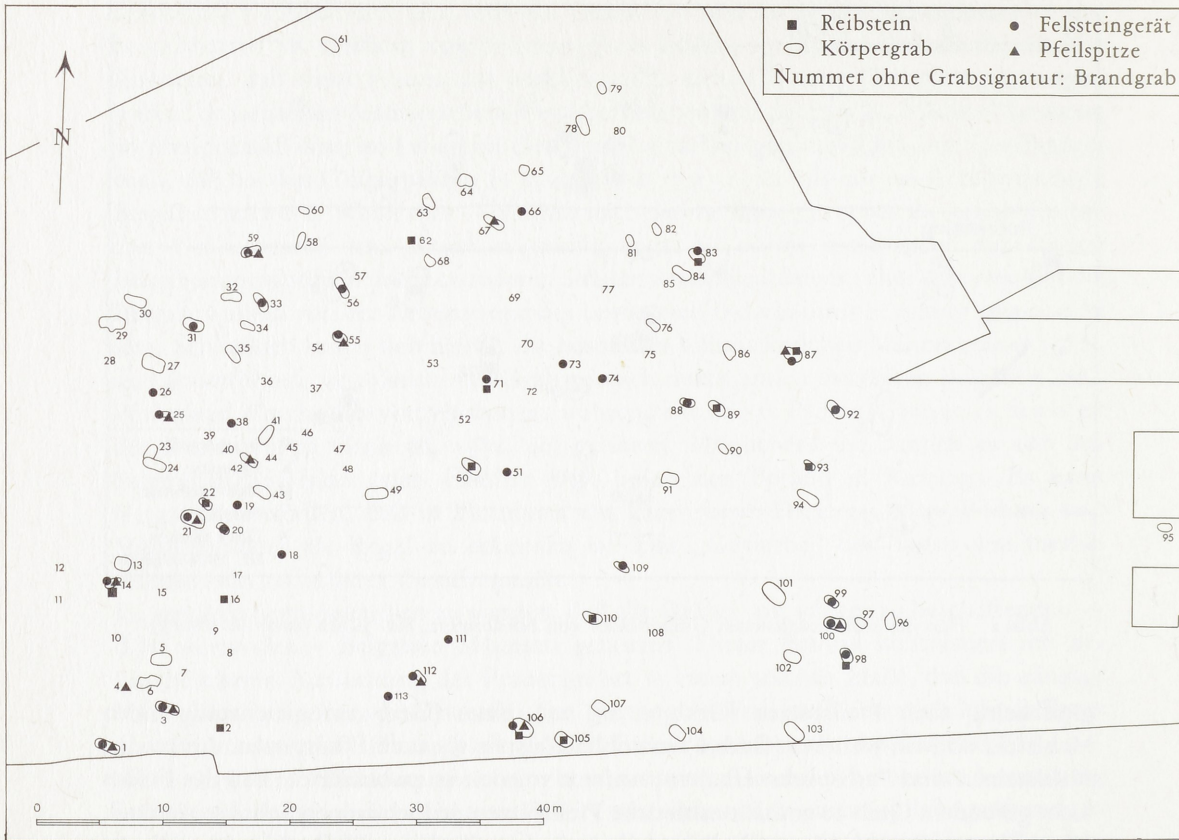 Reibstein Felssteingerät
Körpergrab Pfeilspitze
Nummer ohne Grabsignatur: Brandgrab
61
79
78 80
N
65
64
60 63 66
67 82
59 58 62 81 83
68
84
57 85
32 77
33 56 69
30
34 76
29 31 55
54 70 75 86 87
35
28 27 53 73
36 71 74
26 37 72
25 38 88 89 92
41 52
39 46
23 40 45 47 90
44
24 42 48 50 51 93
43 49 91
22 94
19
21 20 95
18
12 13 109
17
14 101
11 15 16 99
110 97 96
10 9 108 100
111
5 8 102 98
7 112
4 6
113
3 107
106
2 104 103
1 105
0 10 20 30 40 m